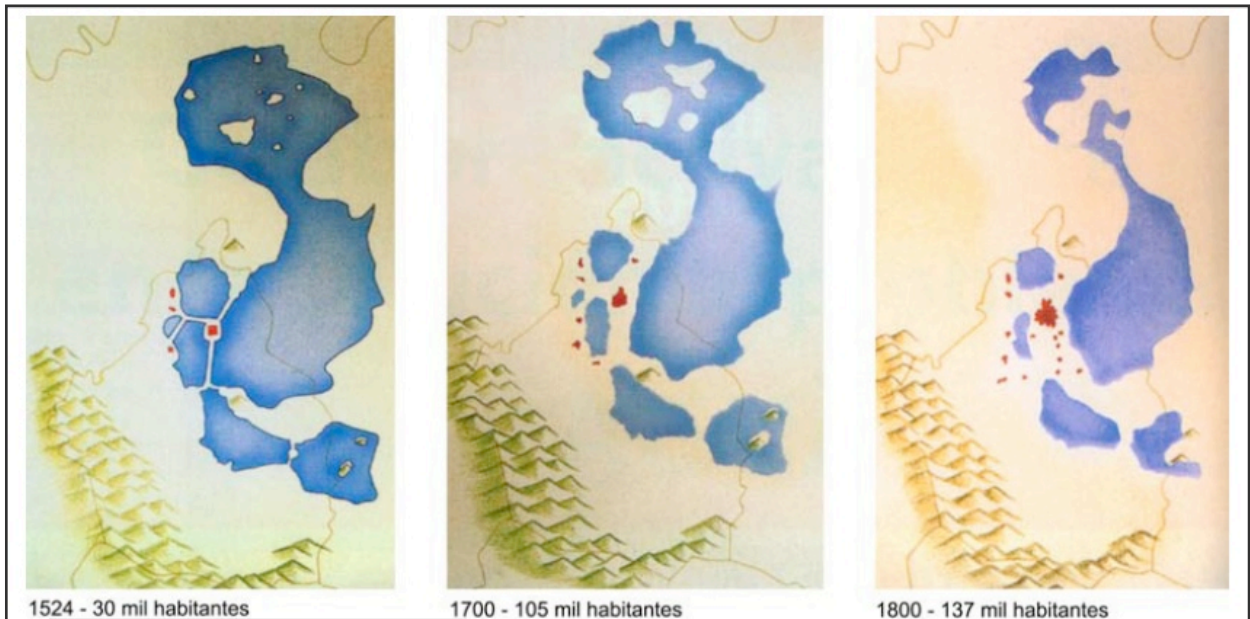 1524 - 30 mil habitantes
1700 - 105 mil habitantes
1800 - 137 mil habitantes